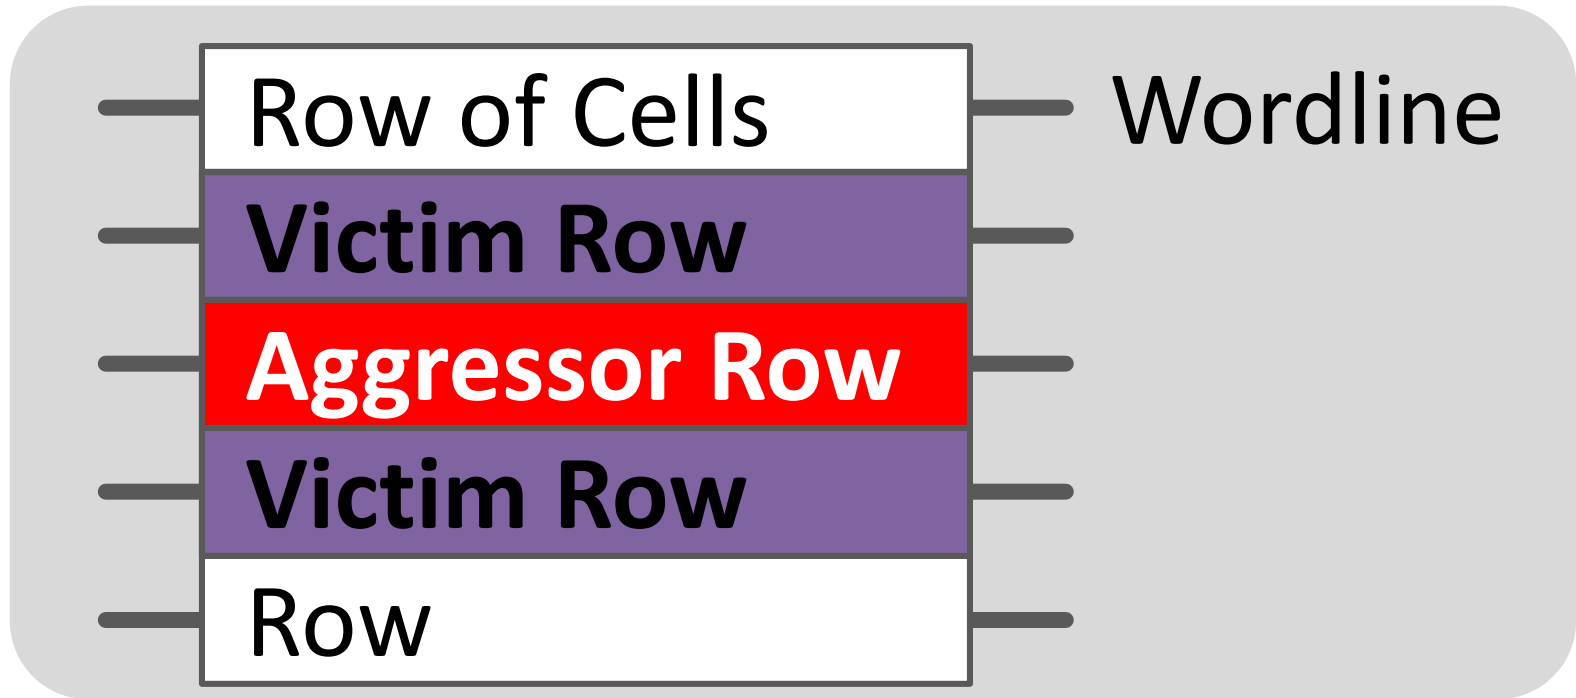 Row of Cells
Wordline
Victim Row
Aggressor Row
Victim Row
Row